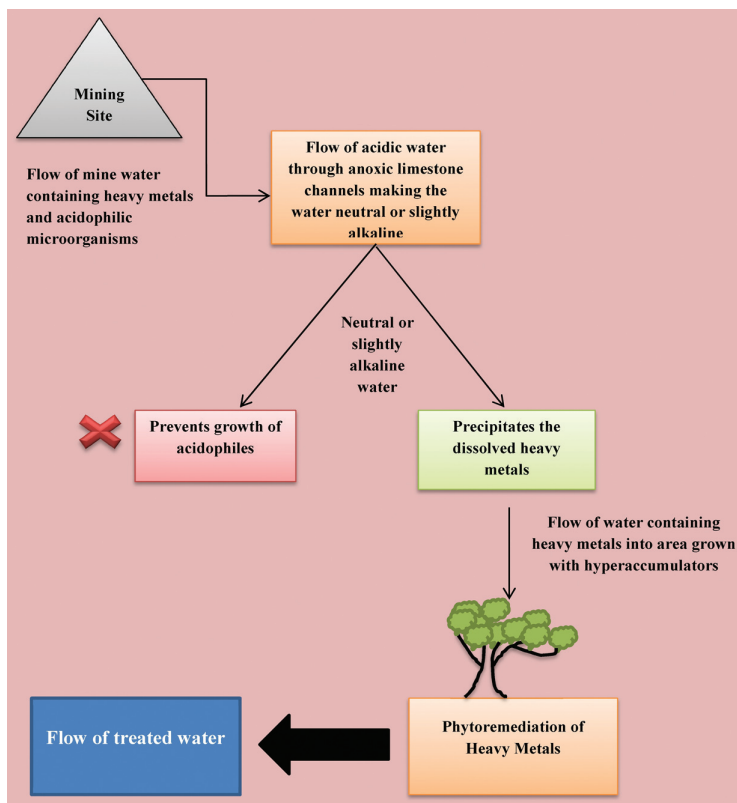 Mining
Site
Flow of mine water
containing heavy metals
and acidophilic
microorganisms
Flow of acidic water
through anoxic limestone
channels making the
water neutral or slightly
alkaline
Neutral or
slightly
alkaline
water
Prevents growth of
acidophiles
Precipitates the
dissolved heavy
metals
Flow of water containing
heavy metals into area grown
with hyperaccumulators
Phytoremediation of
Heavy Metals
Flow of treated water